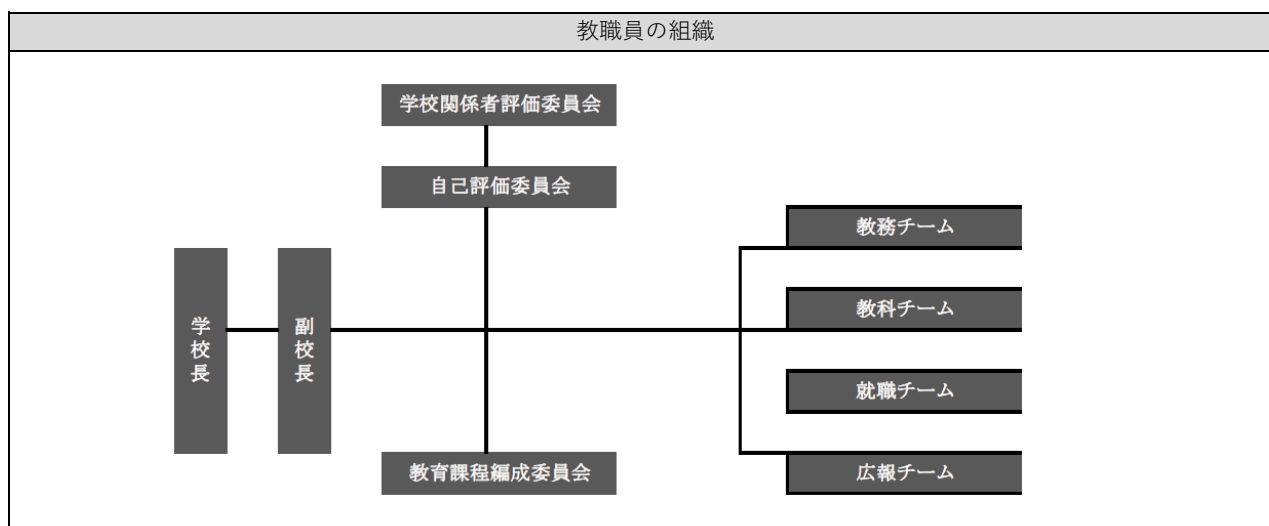 教職員の組織
学校関係者評価委員会
自己評価委員会
学校長
副校長
教務チーム
教科チーム
就職チーム
広報チーム
教育課程編成委員会